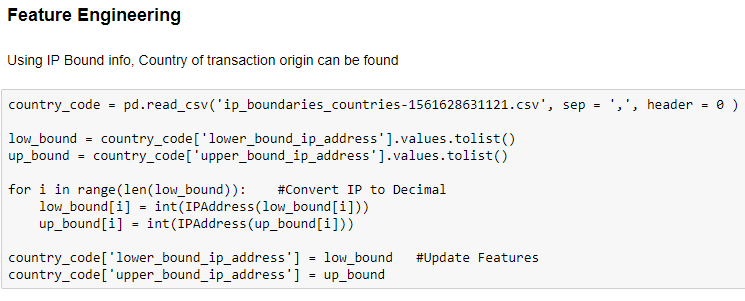 Feature Engineering
Using IP Bound info, Country of transaction origin can be found
country_code = pd.read_csv('ip_boundaries_countries-1561628631121.csv', sep = ',', header = 0 )
low_bound = country_code['lower_bound_ip_address'].values.tolist()
up_bound = country_code['upper_bound_ip_address'].values.tolist()
for i in range(len(low_bound)):    #Convert IP to Decimal
    low_bound[i] = int(IPAddress(low_bound[i]))
    up_bound[i] = int(IPAddress(up_bound[i]))
country_code['lower_bound_ip_address'] = low_bound   #Update Features
country_code['upper_bound_ip_address'] = up_bound